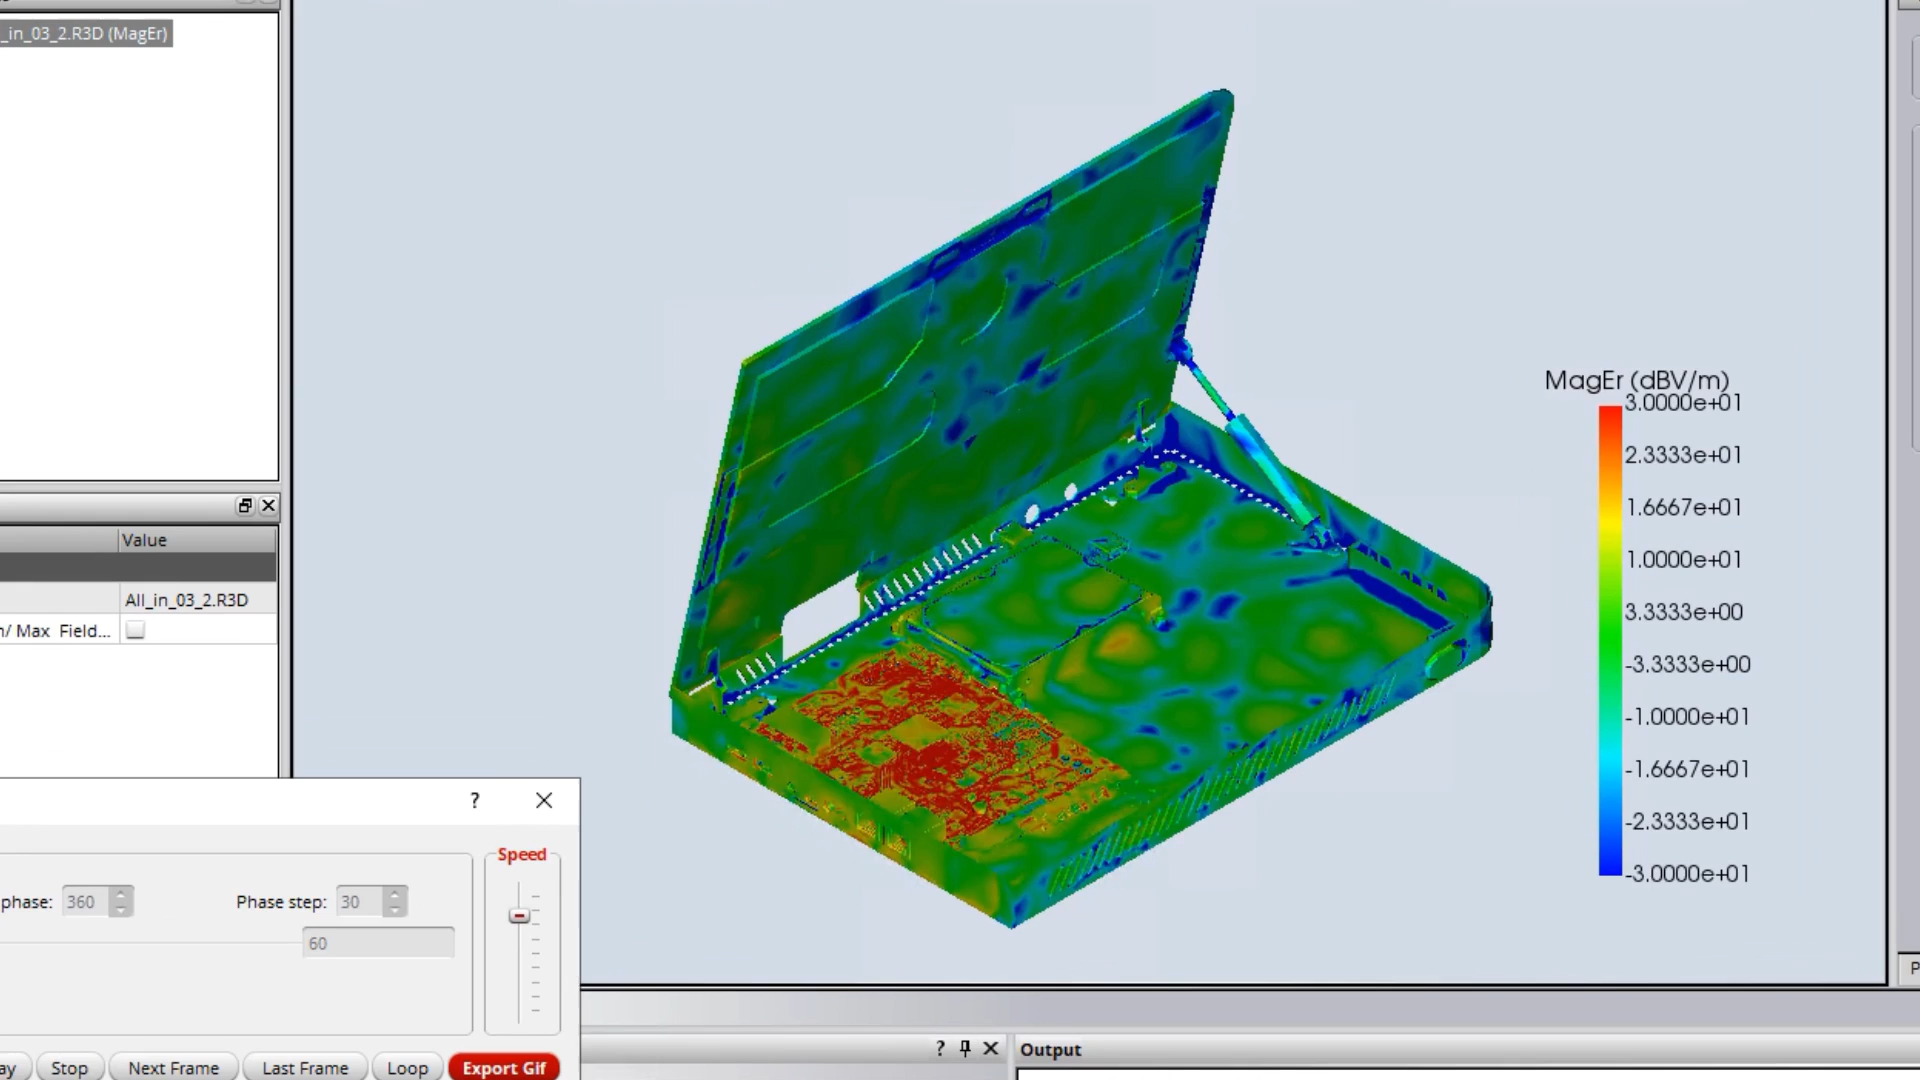 _in_03_2.R3D (MagEr)
Value
All_in_03_2.R3D
/ Max Field...
MagEr (dBV/m)
3.0000e+01
2.3333e+01
1.6667e+01
1.0000e+01
3.3333e+00
-3.3333e+00
-1.0000e+01
-1.6667e+01
-2.3333e+01
-3.0000e+01
?
Speed
phase: 360
Phase step: 30
60
ay
Stop
Next Frame
Last Frame
Loop
Export Gif
?
Output
P